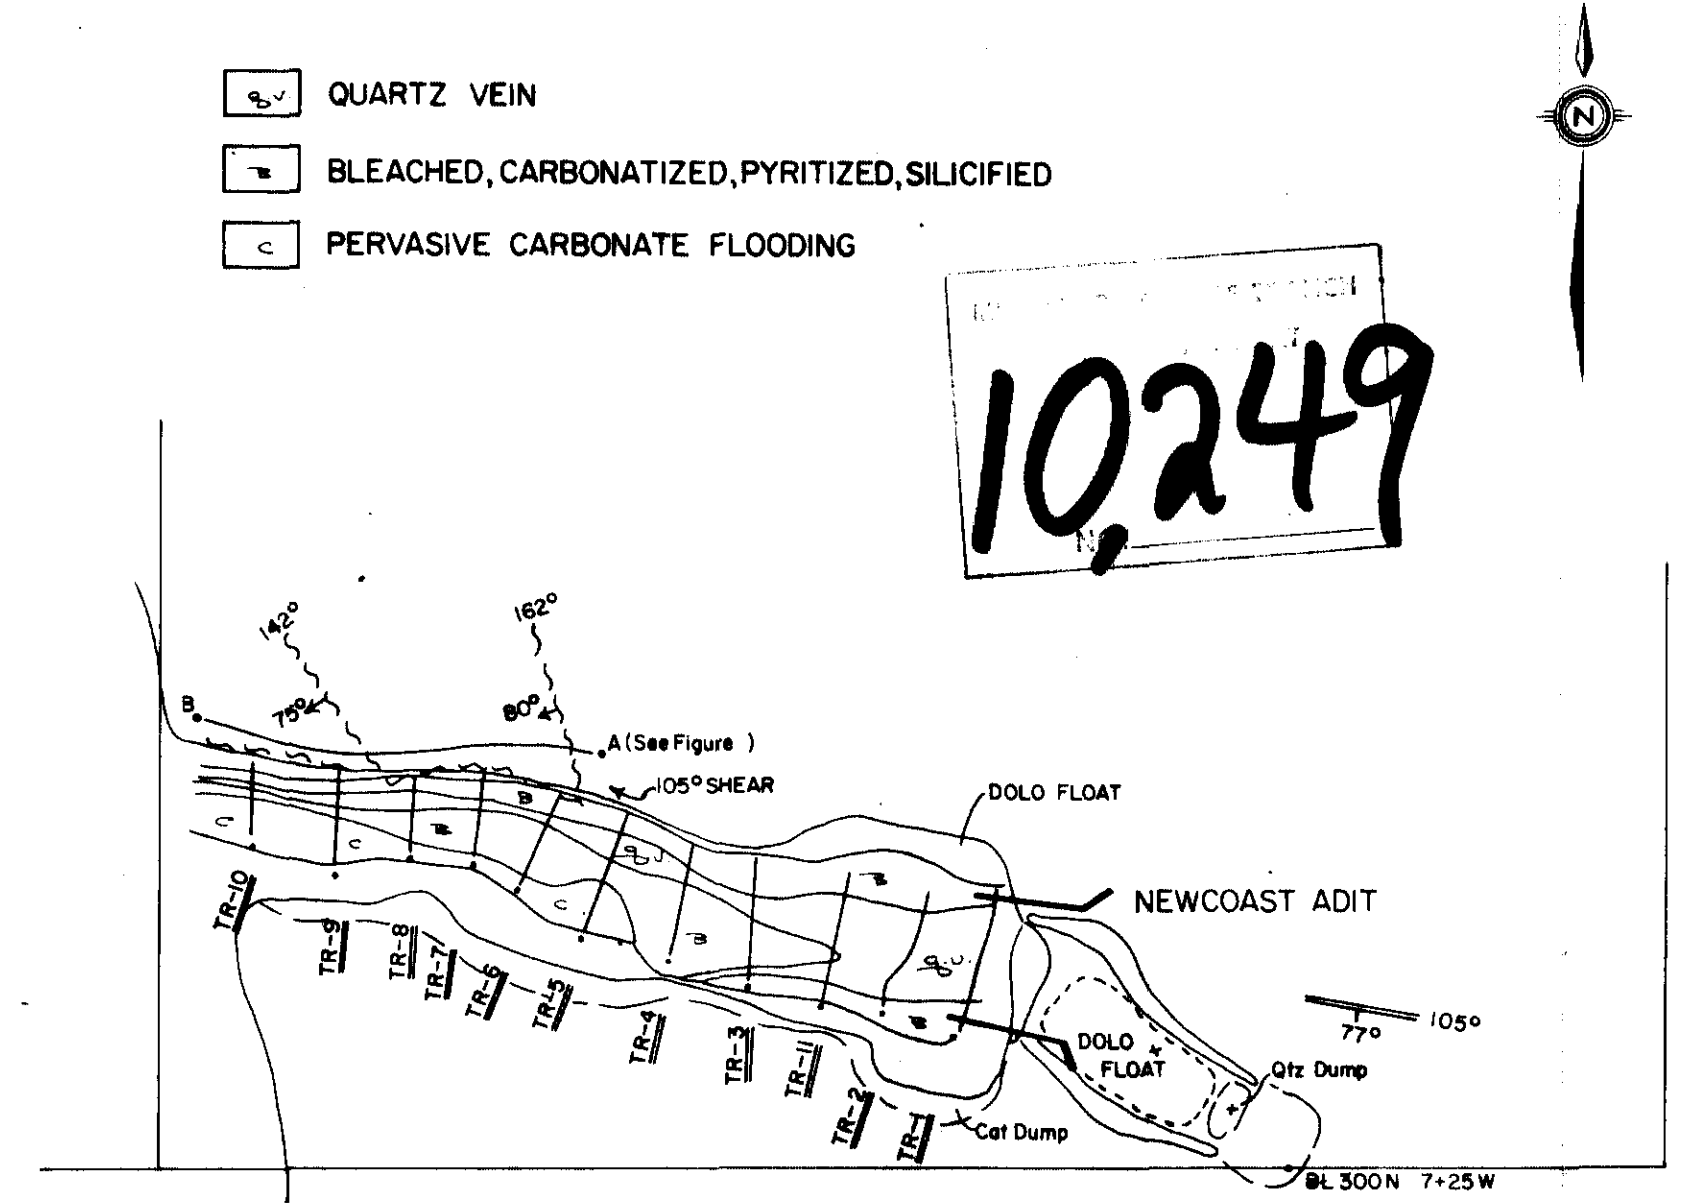 q v QUARTZ VEIN
B BLEACHED, CARBONATIZED, PYRITIZED, SILICIFIED
C PERVASIVE CARBONATE FLOODING
N
10,249
142°
162°
75°
80°
B
A (See Figure )
105° SHEAR
DOLO FLOAT
B
C
C
B
q v
B
NEWCOAST ADIT
C
B
q.v.
B
TR-10
TR-9
TR-8
TR-7
TR-6
TR-5
TR-4
TR-3
TR-11
TR-2
TR-1
105°
77°
DOLO
FLOAT
Qtz Dump
Cat Dump
BL 300N 7+25W